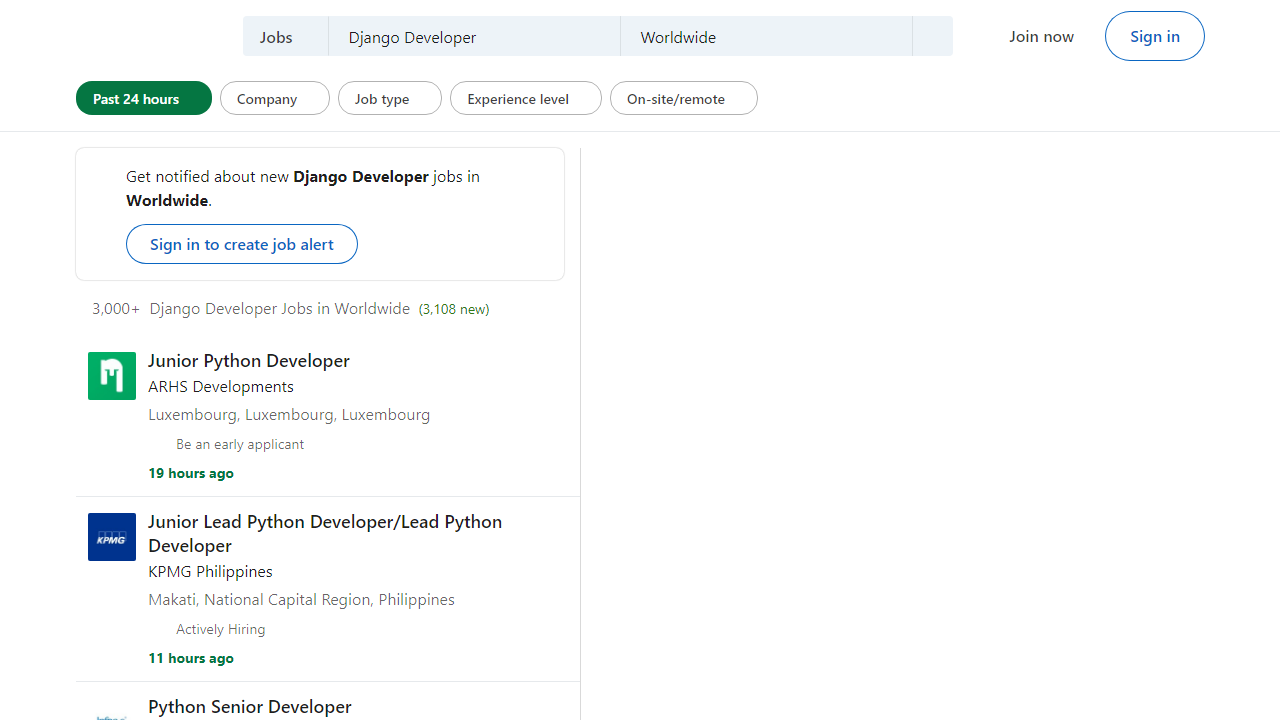 Jobs Django Developer Worldwide Join now Sign in
Past 24 hours Company Job type Experience level On-site/remote
Get notified about new Django Developer jobs in
Worldwide.
Sign in to create job alert
3,000+ Django Developer Jobs in Worldwide (3,108 new)
Junior Python Developer
ARHS Developments
Luxembourg, Luxembourg, Luxembourg
Be an early applicant
19 hours ago
KPMG
Junior Lead Python Developer/Lead Python
Developer
KPMG Philippines
Makati, National Capital Region, Philippines
Actively Hiring
11 hours ago
Python Senior Developer